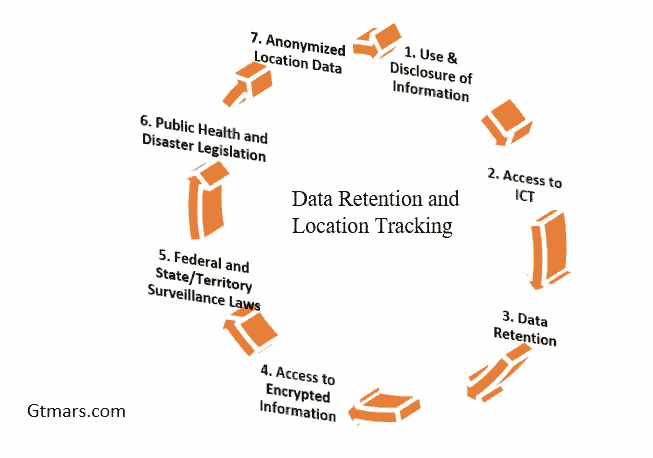 7. Anonymized
Location Data
1. Use &
Disclosure of
Information
2. Access to
ICT
3. Data
Retention
4. Access to
Encrypted
Information
5. Federal and
State/Territory
Surveillance Laws
6. Public Health and
Disaster Legislation
Data Retention and
Location Tracking
Gtmars.com